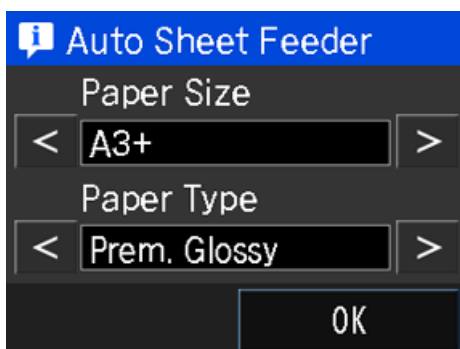 Auto Sheet Feeder
Paper Size
< A3+ >
Paper Type
< Prem. Glossy >
OK